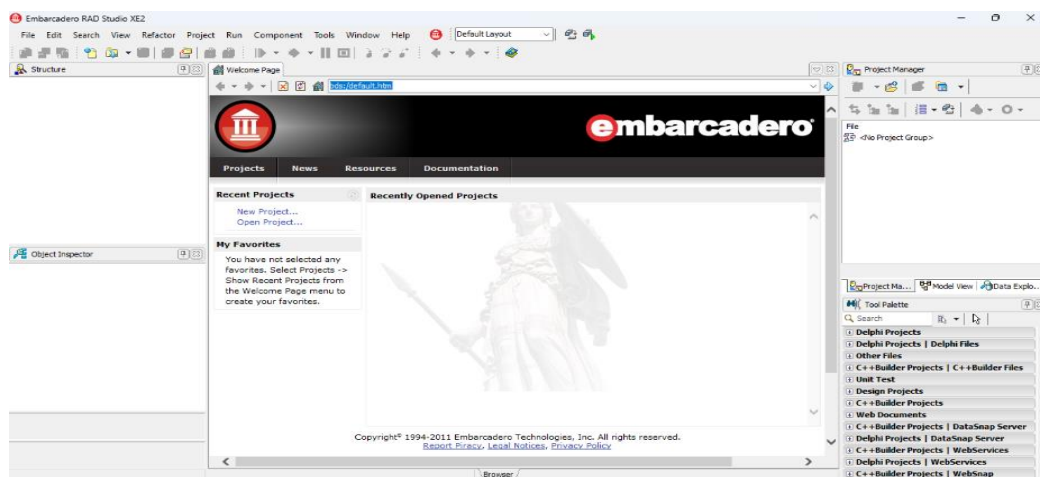 Embarcadero RAD Studio XE2
File Edit Search View Refactor Project Run Component Tools Window Help Default Layout
Structure
Welcome Page
bds:/default.htm
embarcadero
Projects News Resources Documentation
Recent Projects
New Project...
Open Project...
My Favorites
You have not selected any
favorites. Select Projects ->
Show Recent Projects from
the Welcome Page menu to
create your favorites.
Recently Opened Projects
Copyright© 1994-2011 Embarcadero Technologies, Inc. All rights reserved.
Report Piracy, Legal Notices, Privacy Policy
Browser
Object Inspector
Project Manager
File
<No Project Group>
Project Ma... Model View Data Explo...
Tool Palette
Search
Delphi Projects
Delphi Projects | Delphi Files
Other Files
C++Builder Projects | C++Builder Files
Unit Test
Design Projects
C++Builder Projects
Web Documents
C++Builder Projects | DataSnap Server
Delphi Projects | DataSnap Server
C++Builder Projects | WebServices
Delphi Projects | WebServices
C++Builder Projects | WebSnap